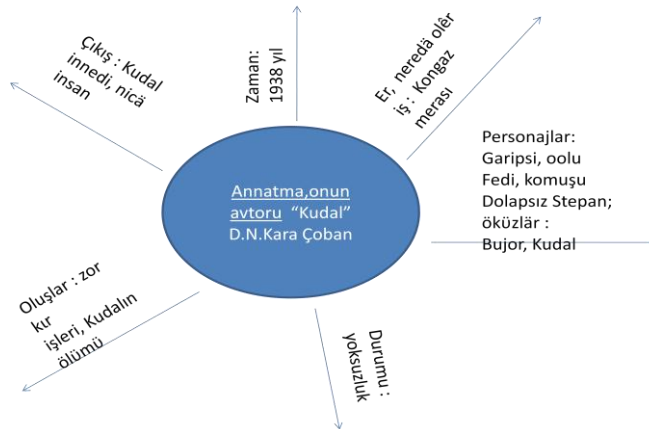 Çıkış : Kudal
innedi, nicä
insan
Zaman:
1938 yıl
Er, neredä olêr
iş : Kongaz
merası
Personajlar:
Garipsi, oolu
Fedi, komuşu
Dolapsız Stepan;
öküzlär :
Bujor, Kudal
Annatma,onun
avtoru “Kudal”
D.N.Kara Çoban
Oluşlar : zor
kır
işleri, Kudalın
ölümü
Durumu :
yoksuzluk